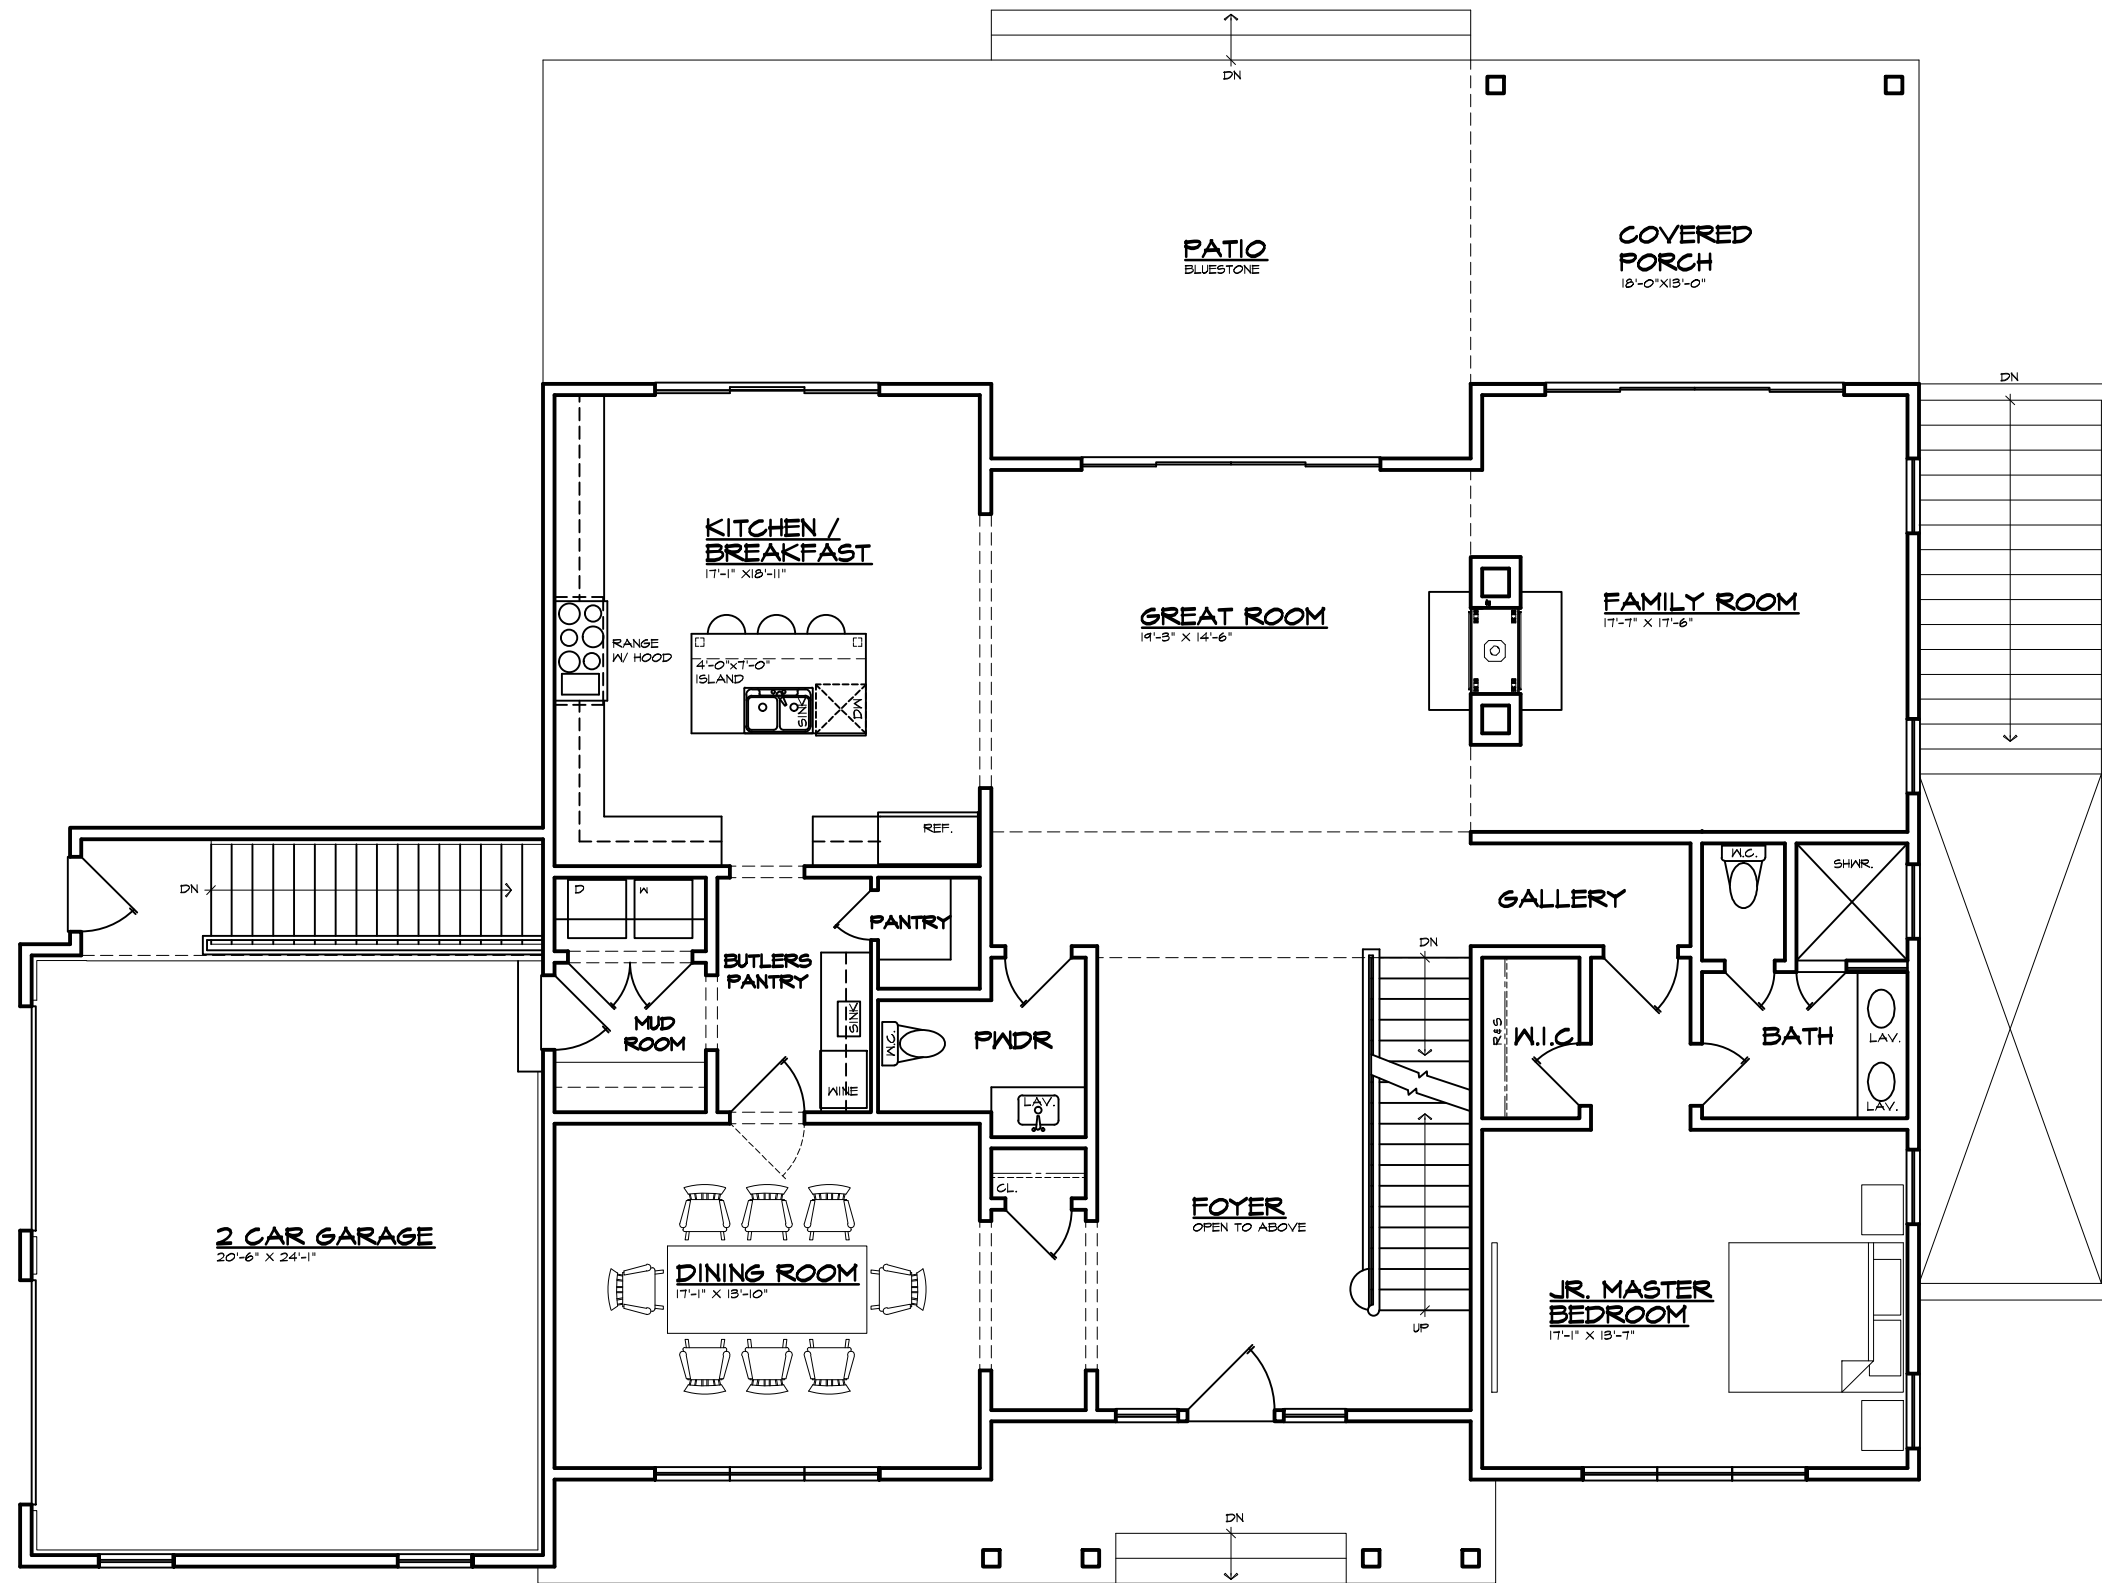 DN
PATIO
BLUESTONE
COVERED
PORCH
18'-0"X13'-0"
DN
KITCHEN /
BREAKFAST
17'-1" X18'-11"
GREAT ROOM
19'-3" X 14'-6"
FAMILY ROOM
17'-7" X 17'-6"
RANGE
W/ HOOD
4'-0"x7'-0"
ISLAND
SINK
DW
REF.
DN
D
W
PANTRY
BUTLERS
PANTRY
MUD
ROOM
SINK
WINE
W.C.
PWDR
LAV.
CL.
DN
GALLERY
W.C.
SHWR.
R&S
W.I.C.
BATH
LAV.
LAV.
2 CAR GARAGE
20'-6" X 24'-1"
DINING ROOM
17'-1" X 13'-10"
FOYER
OPEN TO ABOVE
UP
JR. MASTER
BEDROOM
17'-1" X 13'-7"
DN